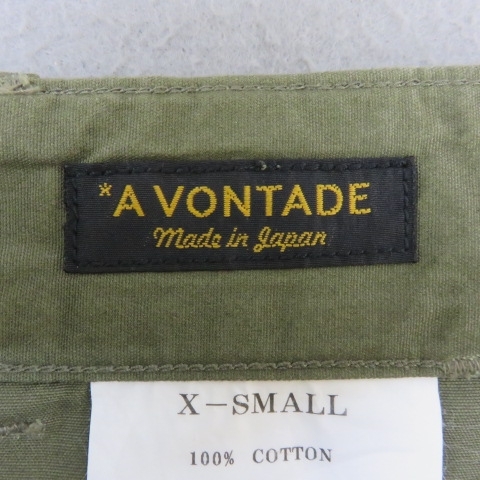 *A VONTADE
Made in Japan
X-SMALL
100% COTTON